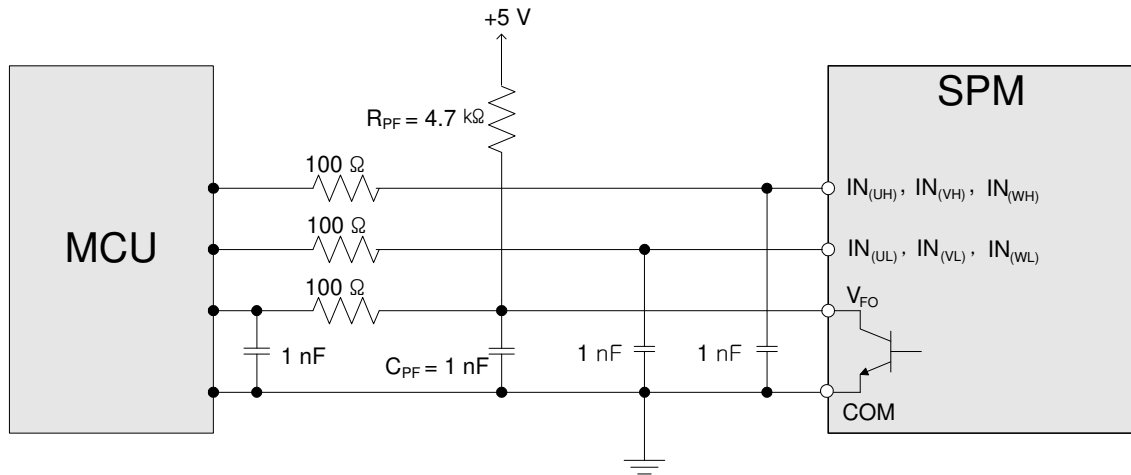 +5 V
SPM
R_PF = 4.7 kΩ
100 Ω
IN_(UH), IN_(VH), IN_(WH)
100 Ω
MCU
IN_(UL), IN_(VL), IN_(WL)
100 Ω
V_FO
1 nF
C_PF = 1 nF
1 nF
1 nF
COM